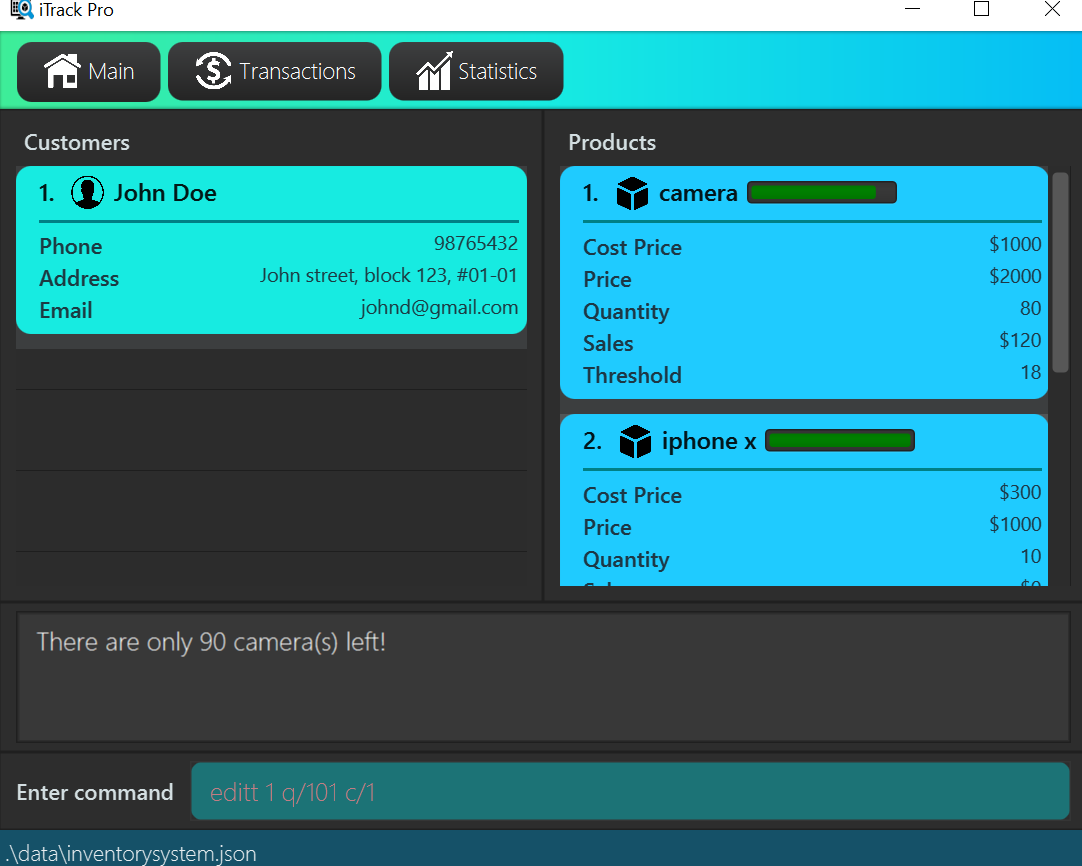 iTrack Pro
Main Transactions Statistics
Customers
1. John Doe
Phone 98765432
Address John street, block 123, #01-01
Email johnd@gmail.com
Products
1. camera
Cost Price $1000
Price $2000
Quantity 80
Sales $120
Threshold 18
2. iphone x
Cost Price $300
Price $1000
Quantity 10
Sales $0
There are only 90 camera(s) left!
Enter command editt 1 q/101 c/1
.\data\inventorysystem.json